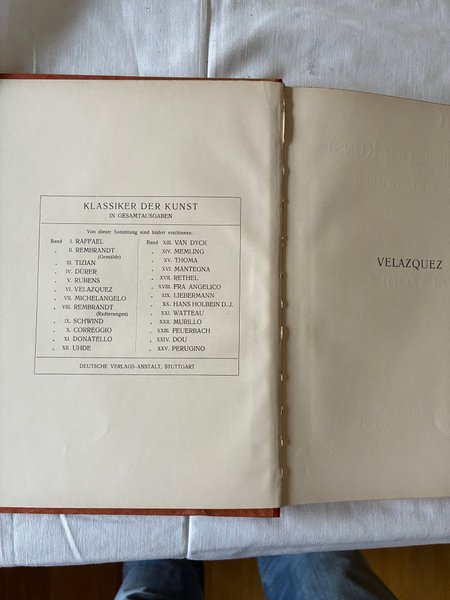 KLASSIKER DER KUNST
IN GESAMTAUSGABEN
Von dieser Sammlung sind bisher erschienen:
Band I. RAFFAEL
„ II. REMBRANDT
(Gemälde)
„ III. TIZIAN
„ IV. DÜRER
„ V. RUBENS
„ VI. VELAZQUEZ
„ VII. MICHELANGELO
„ VIII. REMBRANDT
(Radierungen)
„ IX. SCHWIND
„ X. CORREGGIO
„ XI. DONATELLO
„ XII. UHDE
Band XIII. VAN DYCK
„ XIV. MEMLING
„ XV. THOMA
„ XVI. MANTEGNA
„ XVII. RETHEL
„ XVIII. FRA ANGELICO
„ XIX. LIEBERMANN
„ XX. HANS HOLBEIN D. J.
„ XXI. WATTEAU
„ XXII. MURILLO
„ XXIII. FEUERBACH
„ XXIV. DOU
„ XXV. PERUGINO
DEUTSCHE VERLAGS-ANSTALT, STUTTGART
VELAZQUEZ